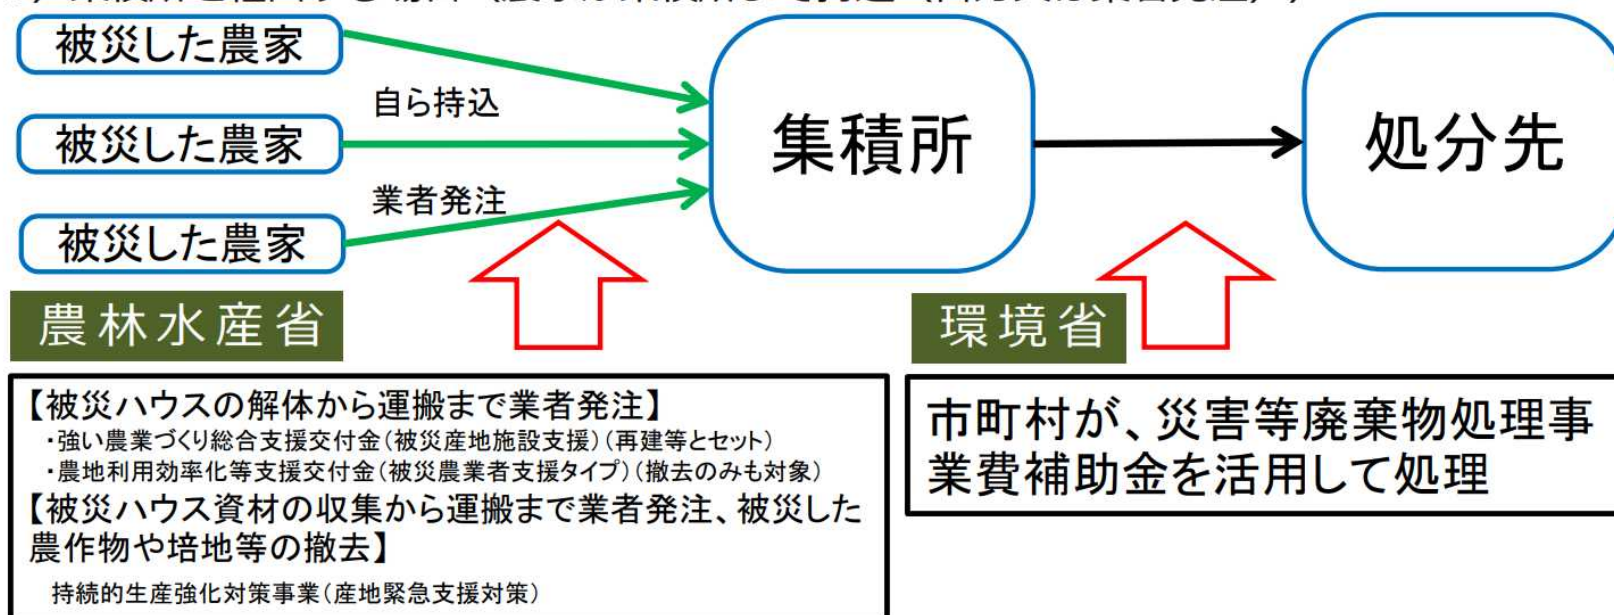 被災した農家
自ら持込
被災した農家
業者発注
被災した農家
集積所
処分先
農林水産省
環境省
【被災ハウスの解体から運搬まで業者発注】
・強い農業づくり総合支援交付金(被災産地施設支援)(再建等とセット)
・農地利用効率化等支援交付金(被災農業者支援タイプ)(撤去のみも対象)
【被災ハウス資材の収集から運搬まで業者発注、被災した
農作物や培地等の撤去】
持続的生産強化対策事業(産地緊急支援対策)
市町村が、災害等廃棄物処理事
業費補助金を活用して処理